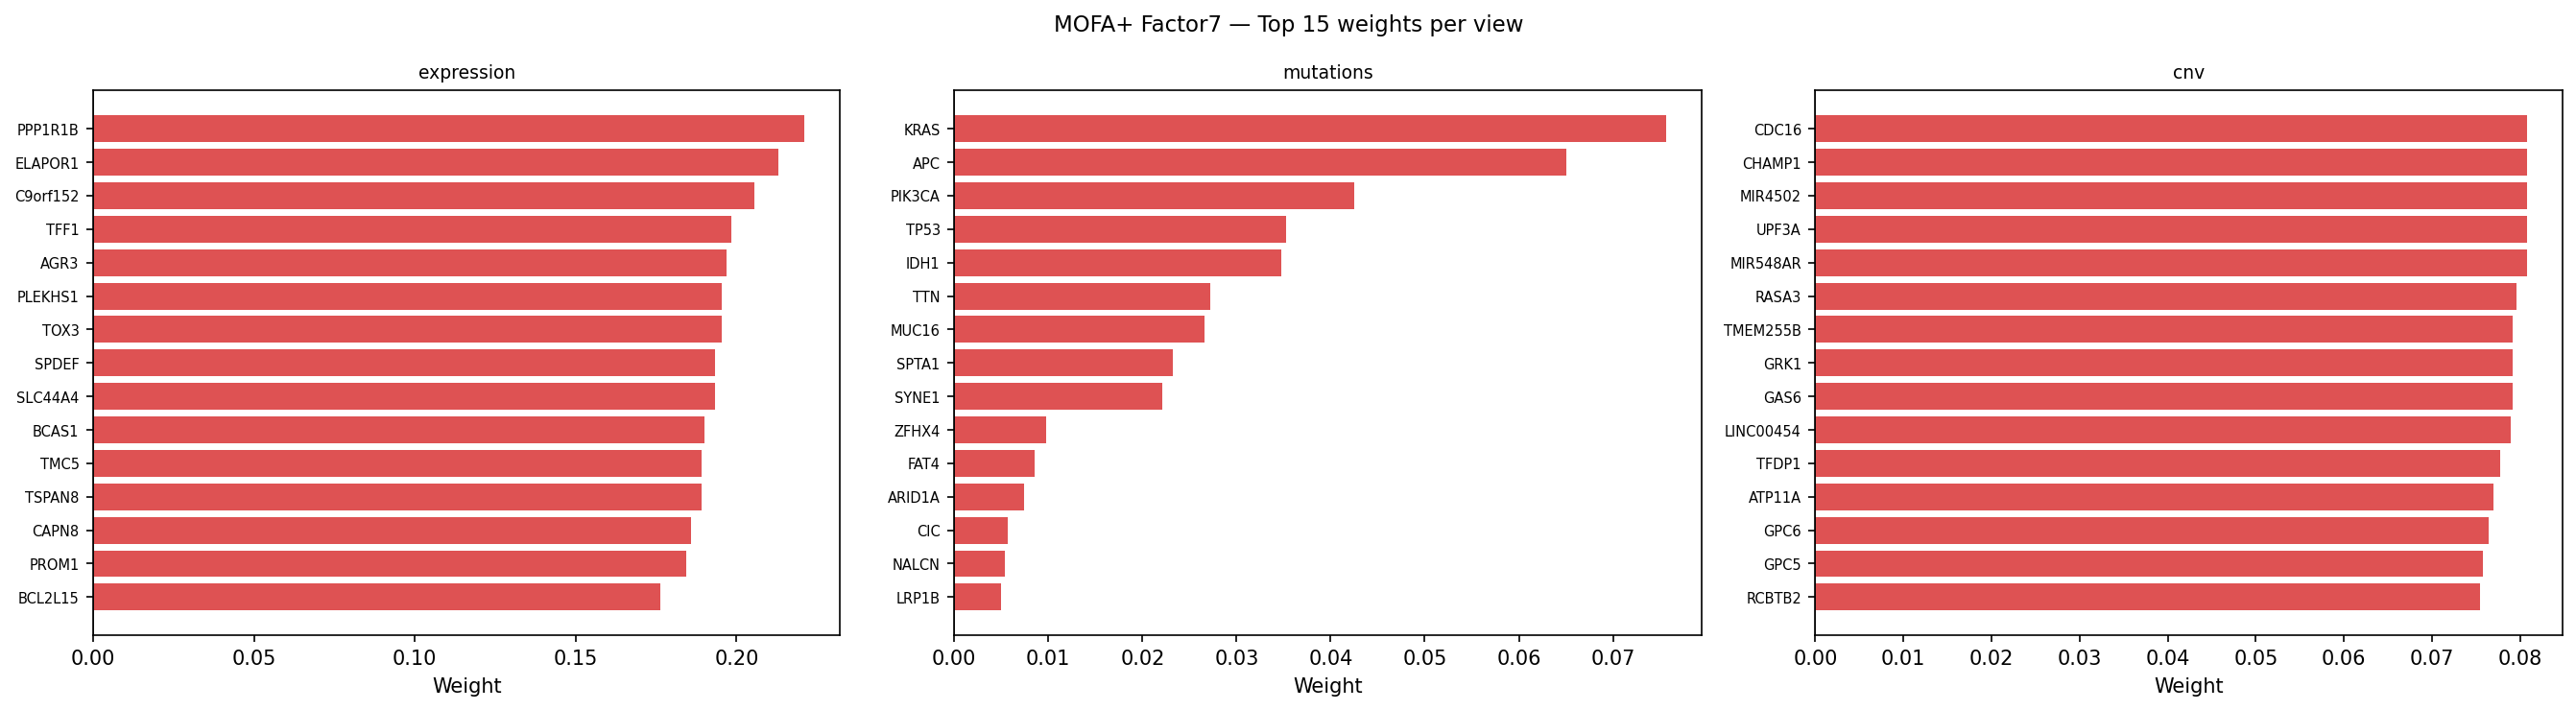 MOFA+ Factor7 — Top 15 weights per view
expression
PPP1R1B
ELAPOR1
C9orf152
TFF1
AGR3
PLEKHS1
TOX3
SPDEF
SLC44A4
BCAS1
TMC5
TSPAN8
CAPN8
PROM1
BCL2L15
0.00 0.05 0.10 0.15 0.20
Weight
mutations
KRAS
APC
PIK3CA
TP53
IDH1
TTN
MUC16
SPTA1
SYNE1
ZFHX4
FAT4
ARID1A
CIC
NALCN
LRP1B
0.00 0.01 0.02 0.03 0.04 0.05 0.06 0.07
Weight
cnv
CDC16
CHAMP1
MIR4502
UPF3A
MIR548AR
RASA3
TMEM255B
GRK1
GAS6
LINC00454
TFDP1
ATP11A
GPC6
GPC5
RCBTB2
0.00 0.01 0.02 0.03 0.04 0.05 0.06 0.07 0.08
Weight